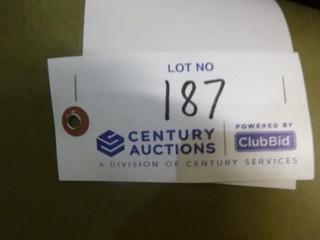 LOT NO
187
CENTURY
AUCTIONS
POWERED BY
ClubBid
A DIVISION OF CENTURY SERVICES